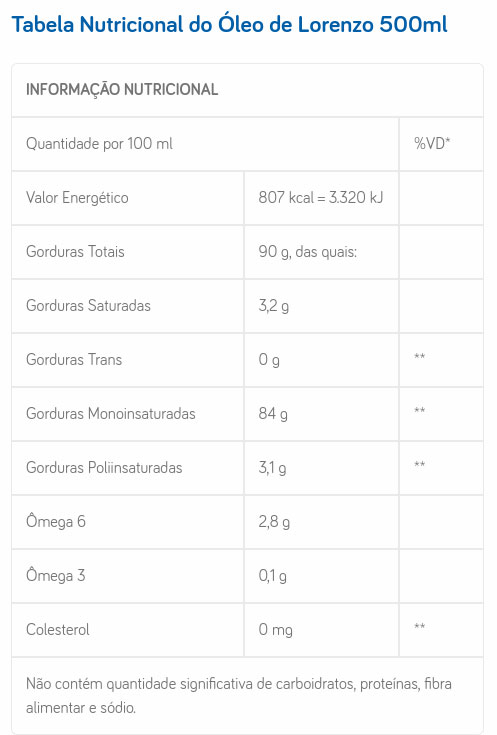 Tabela Nutricional do Óleo de Lorenzo 500ml
INFORMAÇÃO NUTRICIONAL
Quantidade por 100 ml %VD*
Valor Energético 807 kcal = 3.320 kJ
Gorduras Totais 90 g, das quais:
Gorduras Saturadas 3,2 g
Gorduras Trans 0 g **
Gorduras Monoinsaturadas 84 g **
Gorduras Poliinsaturadas 3,1 g **
Ômega 6 2,8 g
Ômega 3 0,1 g
Colesterol 0 mg **
Não contém quantidade significativa de carboidratos, proteínas, fibra
alimentar e sódio.